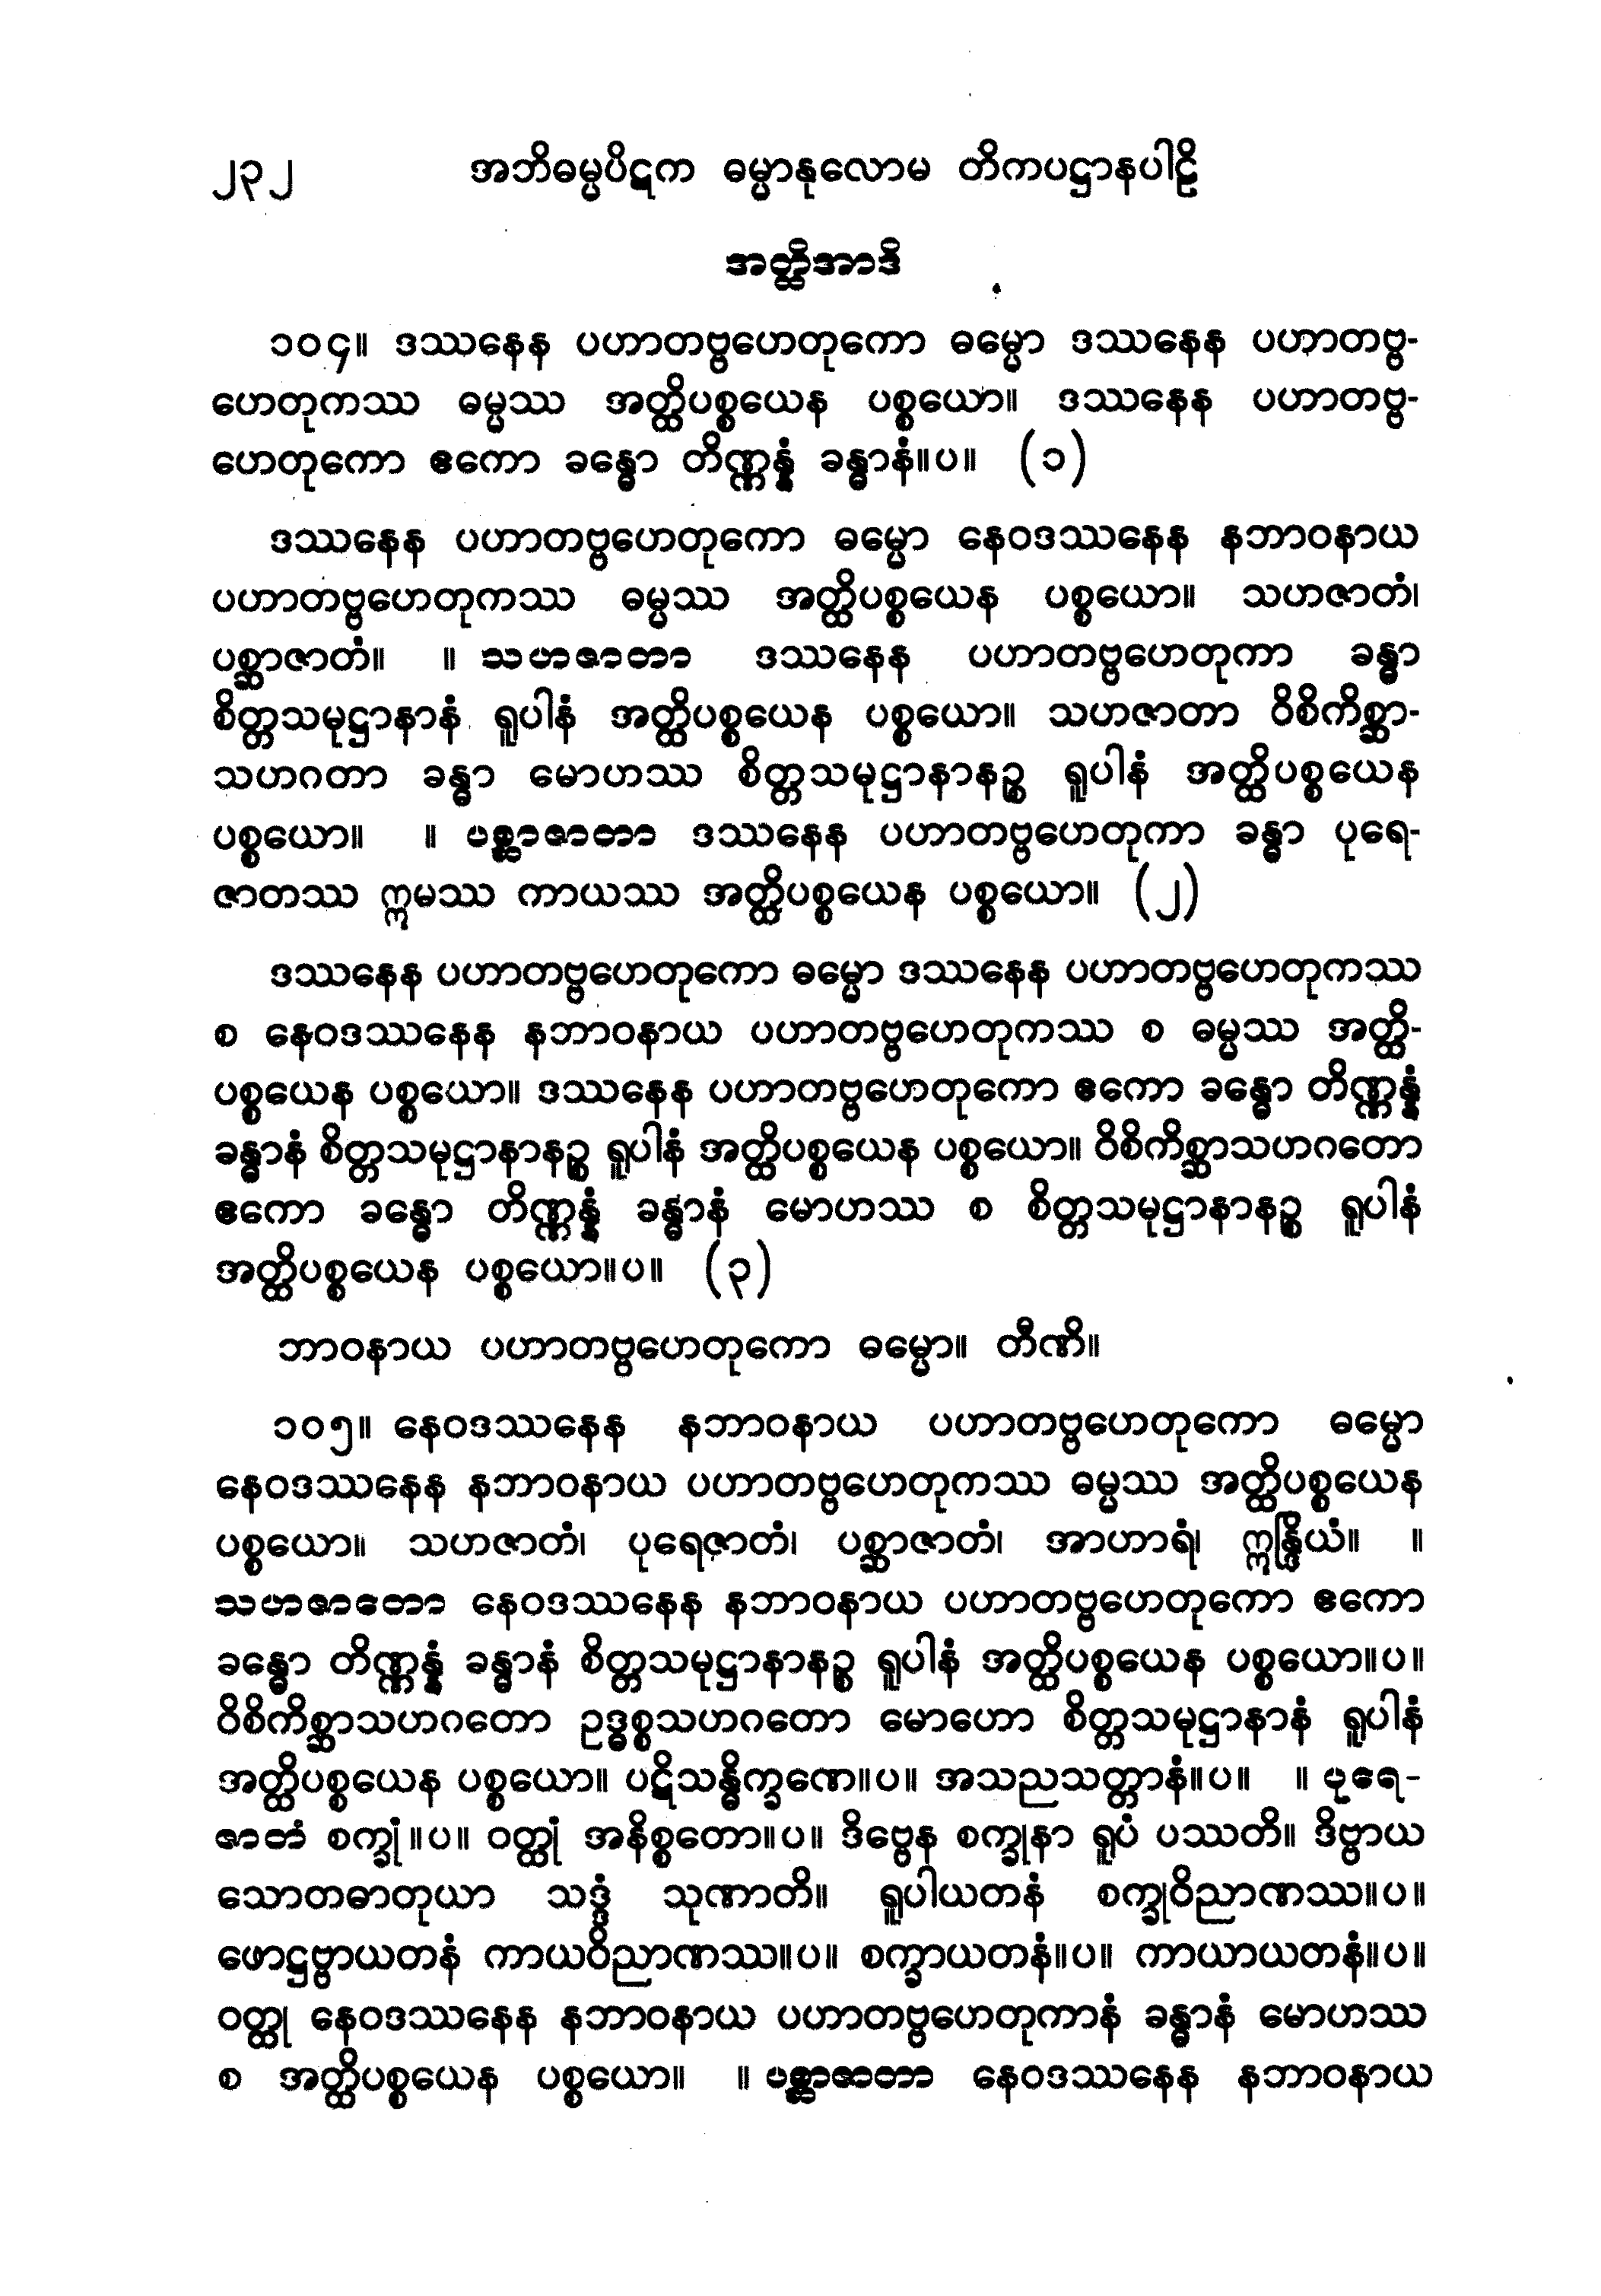 ၂၃၂ အဘိဓမ္မပိဋက ဓမ္မာနုလောမ တိကပဋ္ဌာနပါဠိ
အတ္ထိအာဒိ
၁၀၄။ ဒဿနေန ပဟာတဗ္ဗဟေတုကော ဓမ္မော ဒဿနေန ပဟာတဗ္ဗ-
ဟေတုကဿ ဓမ္မဿ အတ္ထိပစ္စယေန ပစ္စယော။ ဒဿနေန ပဟာတဗ္ဗ-
ဟေတုကော ဧကော ခန္ဓော တိဏ္ဏန္နံ ခန္ဓာနံ။ပ။ (၁)
ဒဿနေန ပဟာတဗ္ဗဟေတုကော ဓမ္မော နေဝဒဿနေန နဘာဝနာယ
ပဟာတဗ္ဗဟေတုကဿ ဓမ္မဿ အတ္ထိပစ္စယေန ပစ္စယော။ သဟဇာတံ၊
ပစ္ဆာဇာတံ။ ။ သဟဇာတာ ဒဿနေန ပဟာတဗ္ဗဟေတုကာ ခန္ဓာ
စိတ္တသမုဋ္ဌာနာနံ ရူပါနံ အတ္ထိပစ္စယေန ပစ္စယော။ သဟဇာတာ ဝိစိကိစ္ဆာ-
သဟဂတာ ခန္ဓာ မောဟဿ စိတ္တသမုဋ္ဌာနာနဉ္စ ရူပါနံ အတ္ထိပစ္စယေန
ပစ္စယော။ ။ ပစ္ဆာဇာတာ ဒဿနေန ပဟာတဗ္ဗဟေတုကာ ခန္ဓာ ပုရေ-
ဇာတဿ ဣမဿ ကာယဿ အတ္ထိပစ္စယေန ပစ္စယော။ (၂)
ဒဿနေန ပဟာတဗ္ဗဟေတုကော ဓမ္မော ဒဿနေန ပဟာတဗ္ဗဟေတုကဿ
စ နေဝဒဿနေန နဘာဝနာယ ပဟာတဗ္ဗဟေတုကဿ စ ဓမ္မဿ အတ္ထိ-
ပစ္စယေန ပစ္စယော။ ဒဿနေန ပဟာတဗ္ဗဟေတုကော ဧကော ခန္ဓော တိဏ္ဏန္နံ
ခန္ဓာနံ စိတ္တသမုဋ္ဌာနာနဉ္စ ရူပါနံ အတ္ထိပစ္စယေန ပစ္စယော။ ဝိစိကိစ္ဆာသဟဂတော
ဧကော ခန္ဓော တိဏ္ဏန္နံ ခန္ဓာနံ မောဟဿ စ စိတ္တသမုဋ္ဌာနာနဉ္စ ရူပါနံ
အတ္ထိပစ္စယေန ပစ္စယော။ပ။ (၃)
ဘာဝနာယ ပဟာတဗ္ဗဟေတုကော ဓမ္မော။ တီဏိ။
၁၀၅။ နေဝဒဿနေန နဘာဝနာယ ပဟာတဗ္ဗဟေတုကော ဓမ္မော
နေဝဒဿနေန နဘာဝနာယ ပဟာတဗ္ဗဟေတုကဿ ဓမ္မဿ အတ္ထိပစ္စယေန
ပစ္စယော။ သဟဇာတံ၊ ပုရေဇာတံ၊ ပစ္ဆာဇာတံ၊ အာဟာရံ၊ ဣန္ဒြိယံ။ ။
သဟဇာတော နေဝဒဿနေန နဘာဝနာယ ပဟာတဗ္ဗဟေတုကော ဧကော
ခန္ဓော တိဏ္ဏန္နံ ခန္ဓာနံ စိတ္တသမုဋ္ဌာနာနဉ္စ ရူပါနံ အတ္ထိပစ္စယေန ပစ္စယော။ပ။
ဝိစိကိစ္ဆာသဟဂတော ဥဒ္ဓစ္စသဟဂတော မောဟော စိတ္တသမုဋ္ဌာနာနံ ရူပါနံ
အတ္ထိပစ္စယေန ပစ္စယော။ ပဋိသန္ဓိက္ခဏေ။ပ။ အသညသတ္တာနံ။ပ။ ။ ပုရေ-
ဇာတံ စက္ခုံ။ပ။ ဝတ္ထုံ အနိစ္စတော။ပ။ ဒိဗ္ဗေန စက္ခုနာ ရူပံ ပဿတိ။ ဒိဗ္ဗာယ
သောတဓာတုယာ သဒ္ဒံ သုဏာတိ။ ရူပါယတနံ စက္ခုဝိညာဏဿ။ပ။
ဖောဋ္ဌဗ္ဗာယတနံ ကာယဝိညာဏဿ။ပ။ စက္ခာယတနံ။ပ။ ကာယာယတနံ။ပ။
ဝတ္ထု နေဝဒဿနေန နဘာဝနာယ ပဟာတဗ္ဗဟေတုကာနံ ခန္ဓာနံ မောဟဿ
စ အတ္ထိပစ္စယေန ပစ္စယော။ ။ ပစ္ဆာဇာတာ နေဝဒဿနေန နဘာဝနာယ